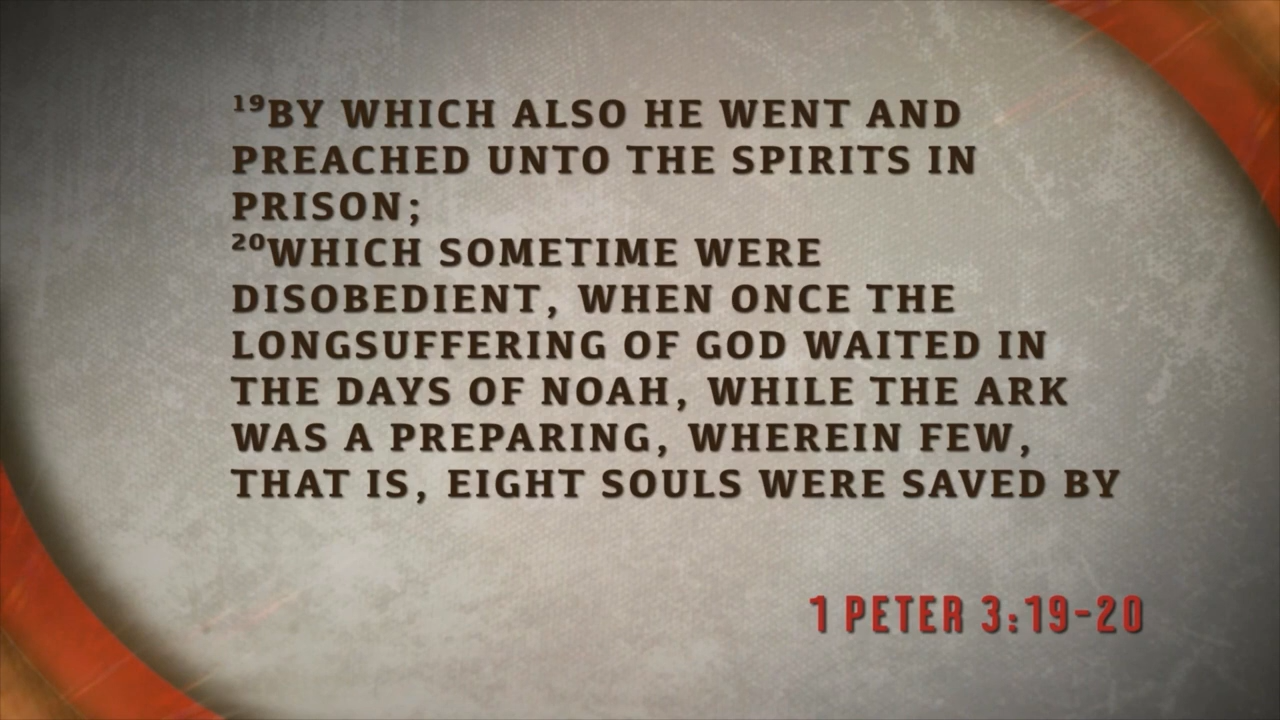 ¹⁹BY WHICH ALSO HE WENT AND
PREACHED UNTO THE SPIRITS IN
PRISON;
²⁰WHICH SOMETIME WERE
DISOBEDIENT, WHEN ONCE THE
LONGSUFFERING OF GOD WAITED IN
THE DAYS OF NOAH, WHILE THE ARK
WAS A PREPARING, WHEREIN FEW,
THAT IS, EIGHT SOULS WERE SAVED BY
1 PETER 3:19-20